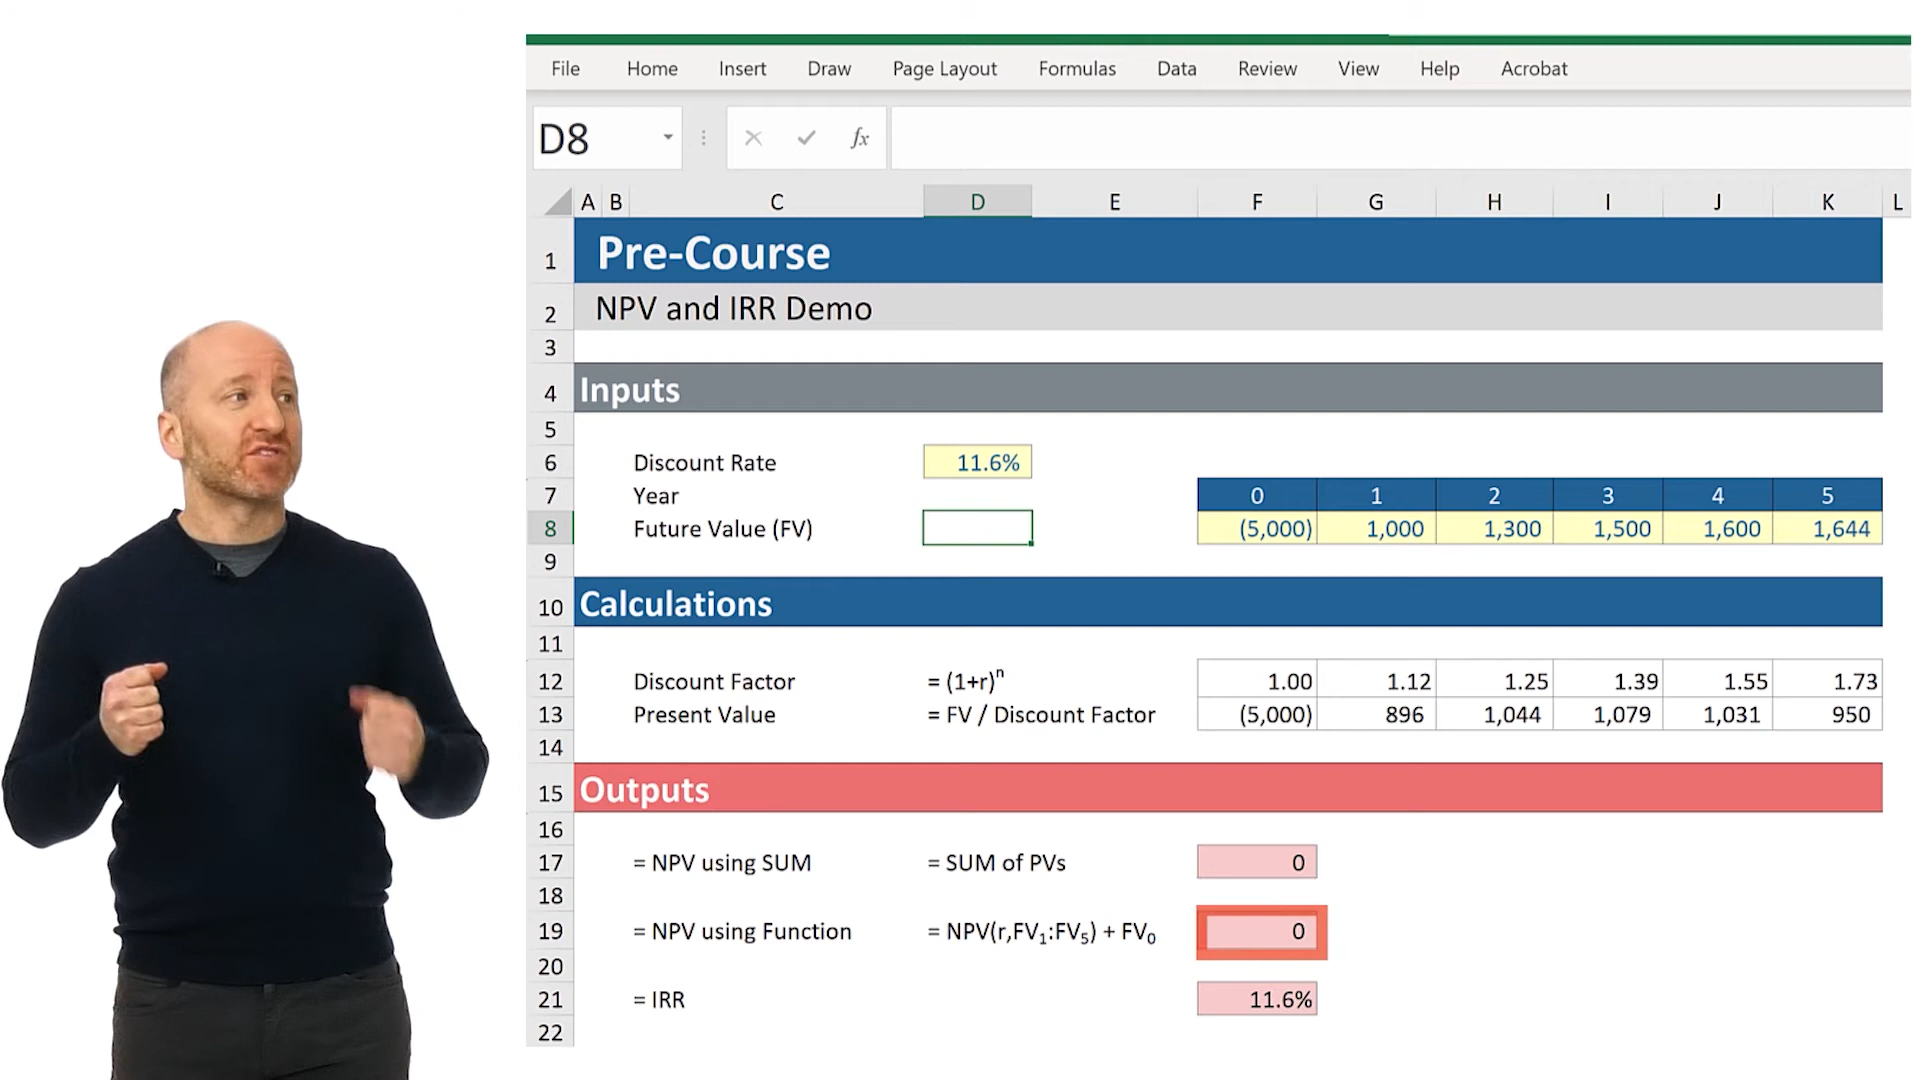 File Home Insert Draw Page Layout Formulas Data Review View Help Acrobat
D8 fx
A B C D E F G H I J K L
1 Pre-Course
2 NPV and IRR Demo
3
4 Inputs
5
6 Discount Rate 11.6%
7 Year 0 1 2 3 4 5
8 Future Value (FV) (5,000) 1,000 1,300 1,500 1,600 1,644
9
10 Calculations
11
12 Discount Factor = (1+r)ⁿ 1.00 1.12 1.25 1.39 1.55 1.73
13 Present Value = FV / Discount Factor (5,000) 896 1,044 1,079 1,031 950
14
15 Outputs
16
17 = NPV using SUM = SUM of PVs 0
18
19 = NPV using Function = NPV(r,FV₁:FV₅) + FV₀ 0
20
21 = IRR 11.6%
22